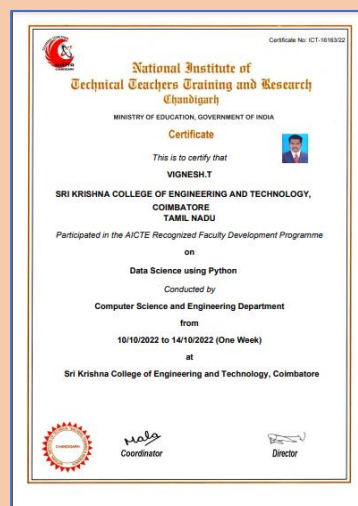 Certificate No: ICT-16163/22
National Institute of
Technical Teachers Training and Research
Chandigarh
MINISTRY OF EDUCATION, GOVERNMENT OF INDIA
Certificate
This is to certify that
VIGNESH.T
SRI KRISHNA COLLEGE OF ENGINEERING AND TECHNOLOGY,
COIMBATORE
TAMIL NADU
Participated in the AICTE Recognized Faculty Development Programme
on
Data Science using Python
Conducted by
Computer Science and Engineering Department
from
10/10/2022 to 14/10/2022 (One Week)
at
Sri Krishna College of Engineering and Technology, Coimbatore
CHANDIGARH
Mala
Coordinator
Director